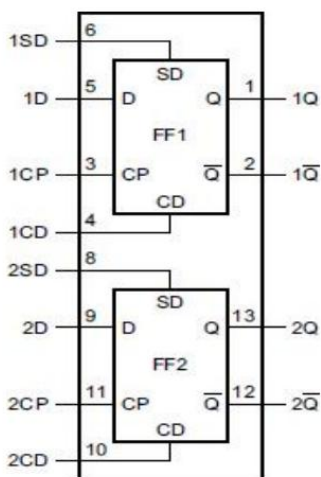 1SD 6
SD
1D 5 D Q 1 1Q
FF1
1CP 3 CP Q̅ 2 1Q̅
CD
1CD 4
2SD 8
SD
2D 9 D Q 13 2Q
FF2
2CP 11 CP Q̅ 12 2Q̅
CD
2CD 10